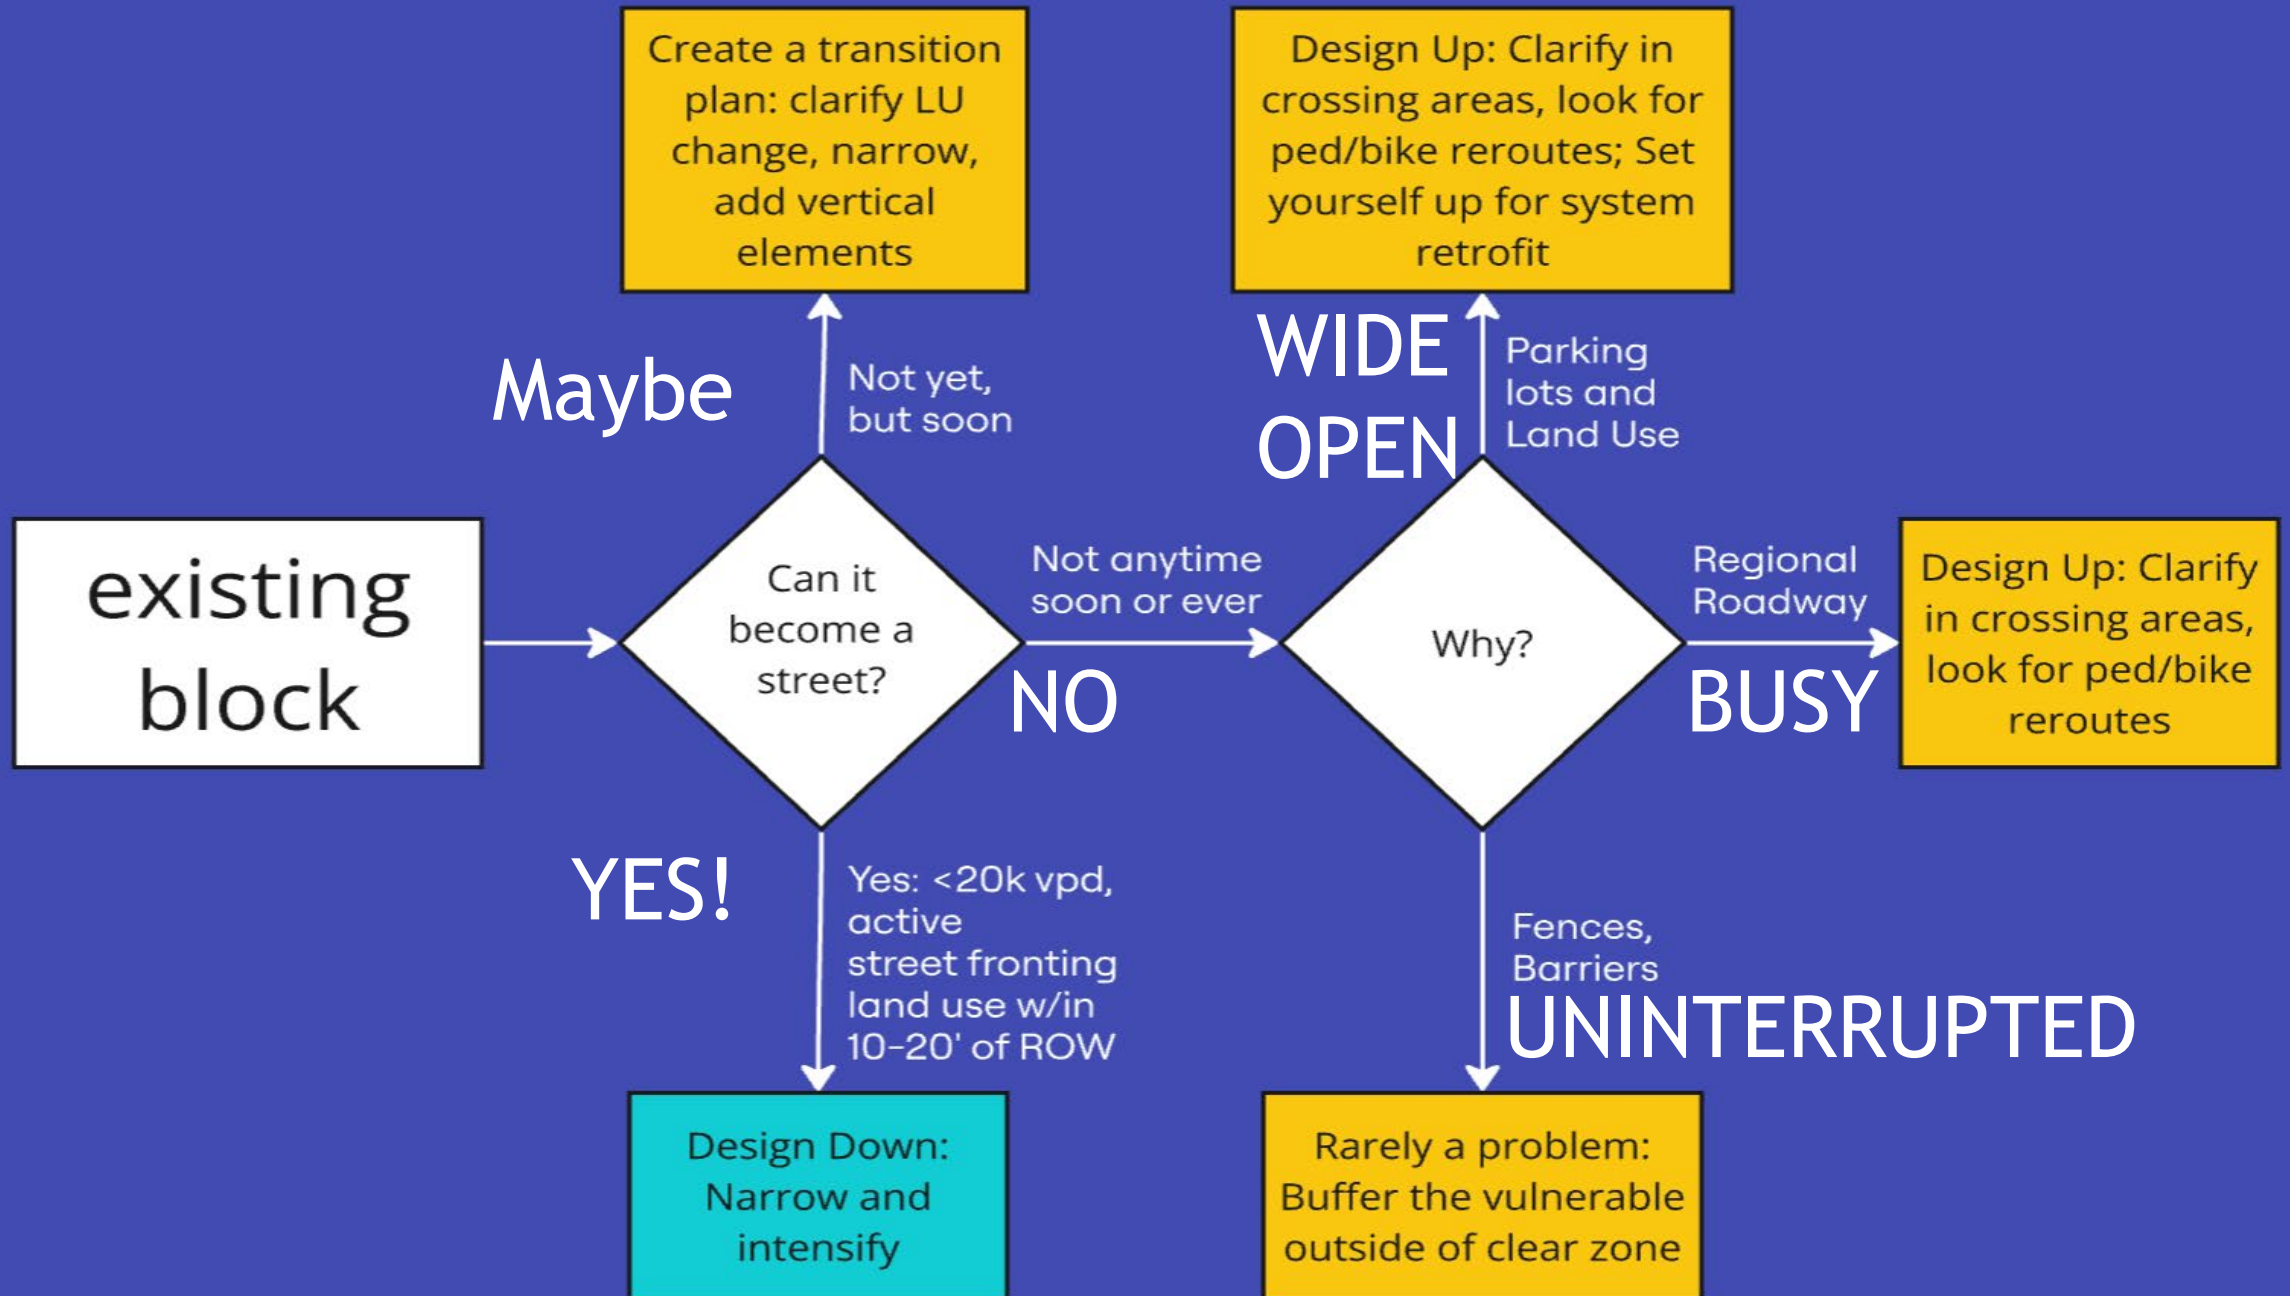 Create a transition
plan: clarify LU
change, narrow,
add vertical
elements
Design Up: Clarify in
crossing areas, look for
ped/bike reroutes; Set
yourself up for system
retrofit
Maybe
Not yet,
but soon
WIDE
OPEN
Parking
lots and
Land Use
existing
block
Can it
become a
street?
Not anytime
soon or ever
NO
Why?
Regional
Roadway
BUSY
Design Up: Clarify
in crossing areas,
look for ped/bike
reroutes
YES!
Yes: <20k vpd,
active
street fronting
land use w/in
10-20' of ROW
Fences,
Barriers
UNINTERRUPTED
Design Down:
Narrow and
intensify
Rarely a problem:
Buffer the vulnerable
outside of clear zone